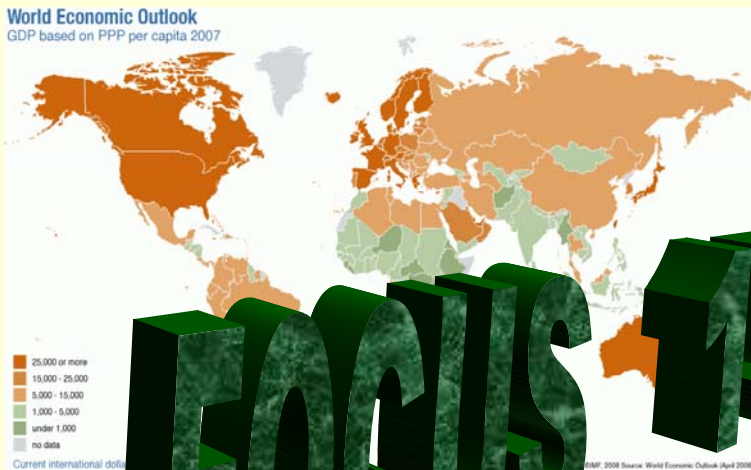 World Economic Outlook
GDP based on PPP per capita 2007
25,000 or more
15,000 - 25,000
5,000 - 15,000
1,000 - 5,000
under 1,000
no data
FOCUS 1
Current international
IMF, 2008 Source: World Economic Outlook (April